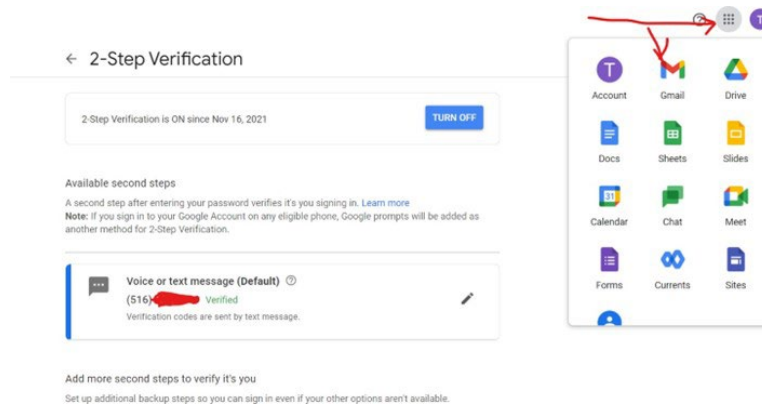 2-Step Verification
2-Step Verification is ON since Nov 16, 2021
TURN OFF
Available second steps
A second step after entering your password verifies it's you signing in. Learn more
Note: If you sign in to your Google Account on any eligible phone, Google prompts will be added as
another method for 2-Step Verification.
Voice or text message (Default)
(516)
Verified
Verification codes are sent by text message.
Add more second steps to verify it's you
Set up additional backup steps so you can sign in even if your other options aren't available.
T
T
Account Gmail Drive
Docs Sheets Slides
31
Calendar Chat Meet
Forms Currents Sites